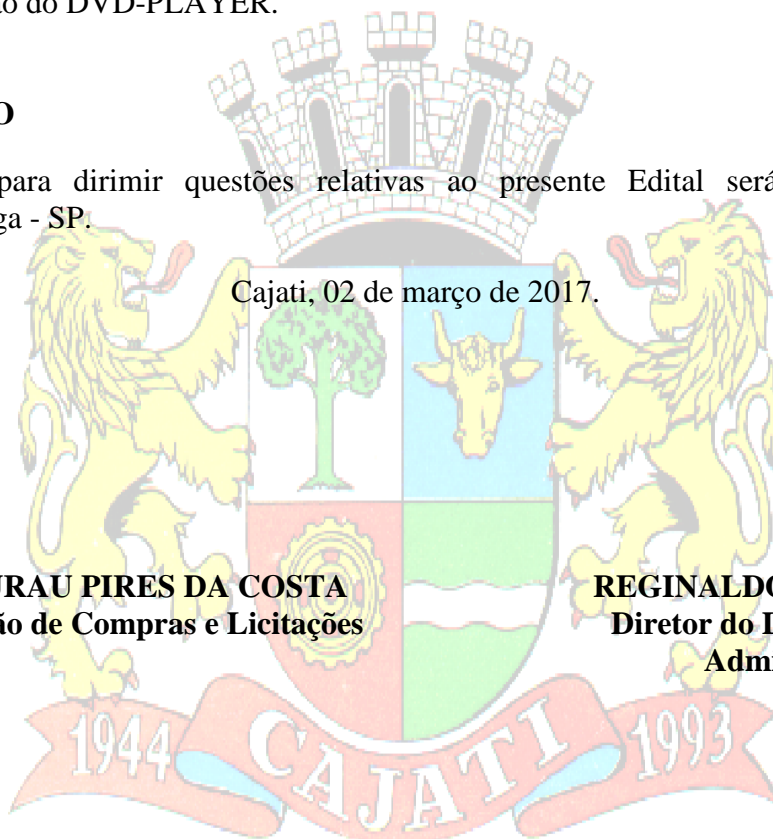 to do DVD-PLAYER.
O
para dirimir questões relativas ao presente Edital será
ga - SP.
Cajati, 02 de março de 2017.
URAU PIRES DA COSTA
REGINALDO
ão de Compras e Licitações
Diretor do
Admi
1944
CAJATI
1993